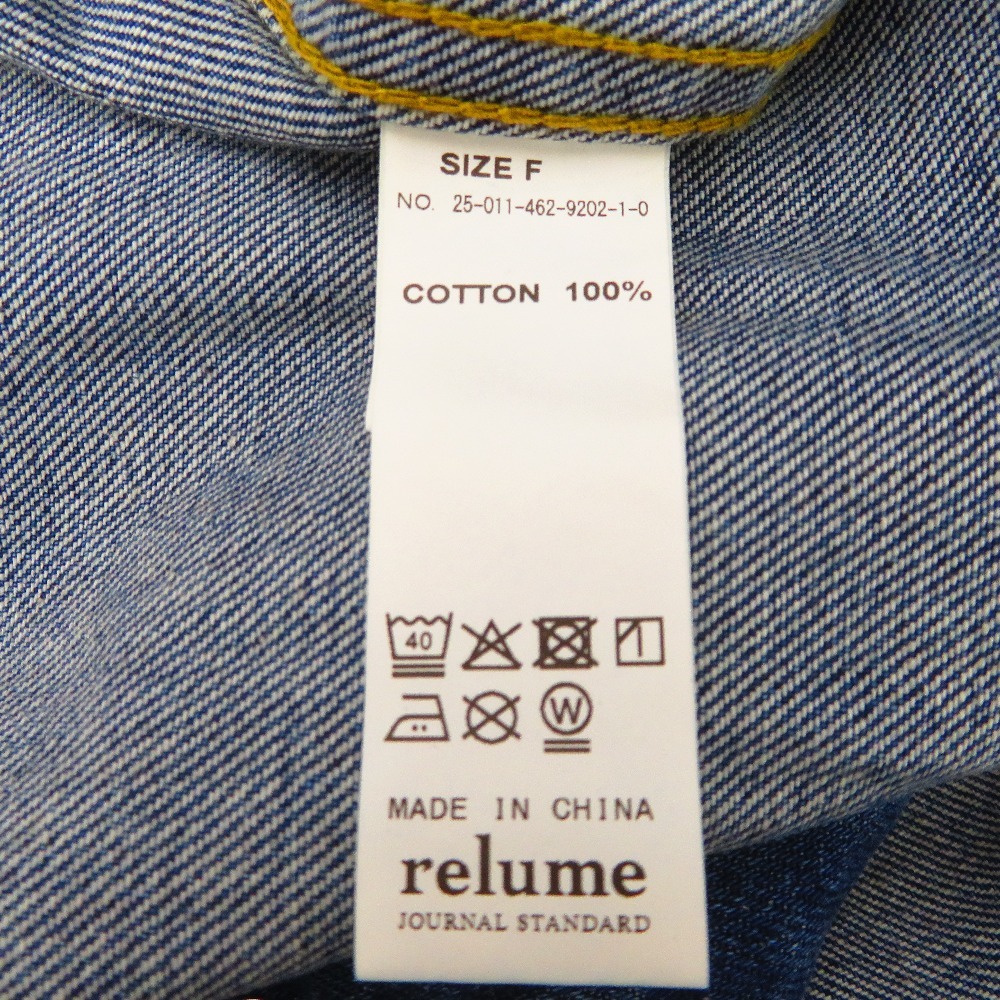 SIZE F
NO. 25-011-462-9202-1-0
COTTON 100%
40
W
MADE IN CHINA
relume
JOURNAL STANDARD